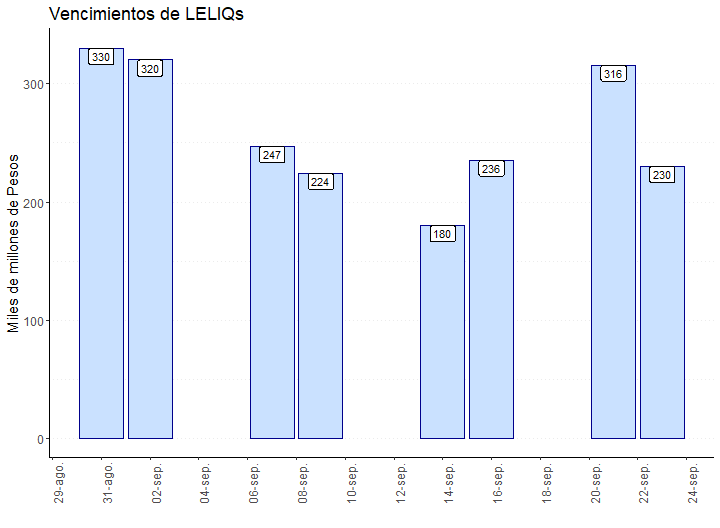 Vencimientos de LELIQs
Miles de millones de Pesos
300
200
100
0
330
320
247
224
180
236
316
230
29-ago.
31-ago.
02-sep.
04-sep.
06-sep.
08-sep.
10-sep.
12-sep.
14-sep.
16-sep.
18-sep.
20-sep.
22-sep.
24-sep.